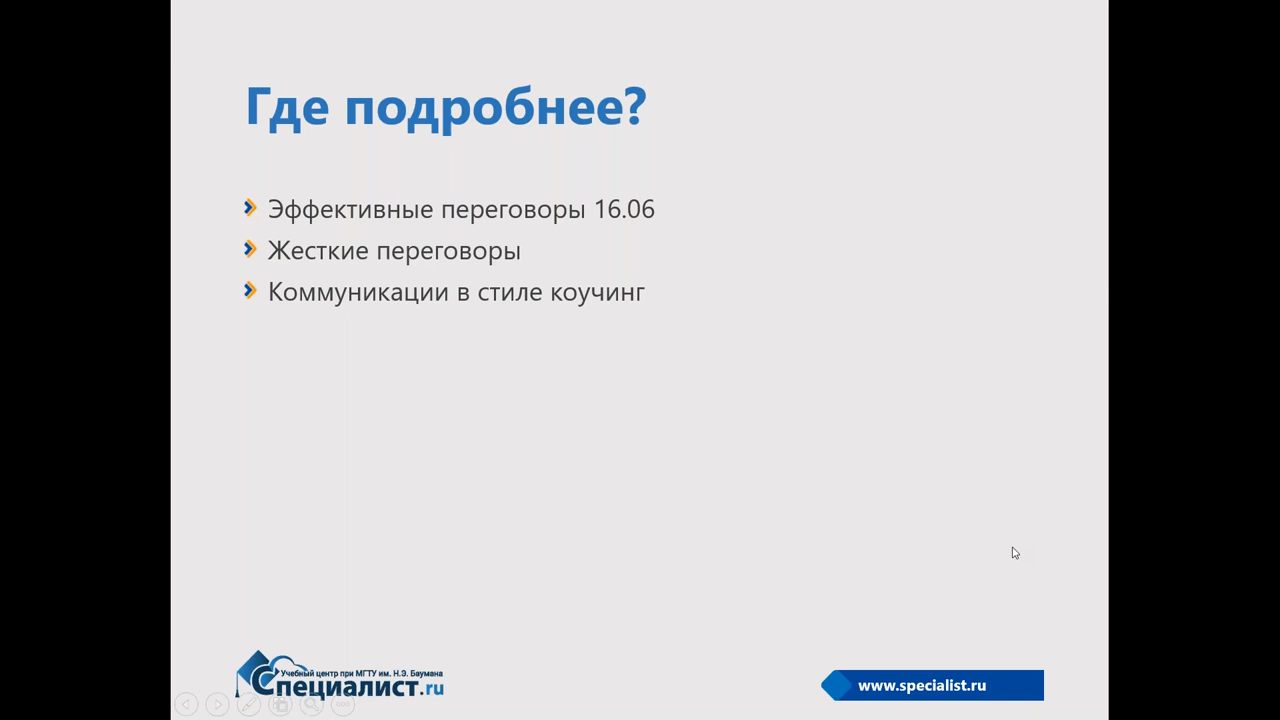 Где подробнее?
Эффективные переговоры 16.06
Жесткие переговоры
Коммуникации в стиле коучинг
Учебный центр при МГТУ им. Н.Э. Баумана
Специалист.ru
www.specialist.ru